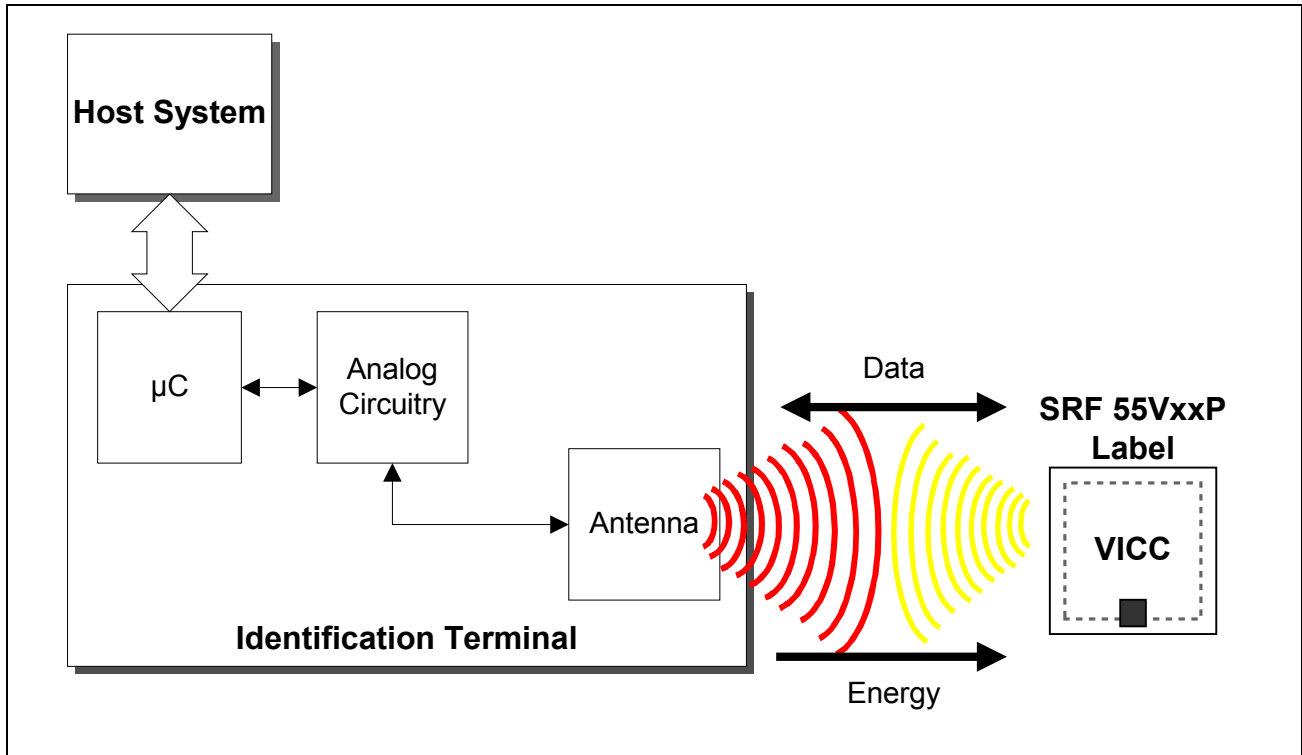 Host System
µC
Analog
Circuitry
Antenna
Identification Terminal
Data
SRF 55VxxP
Label
VICC
Energy